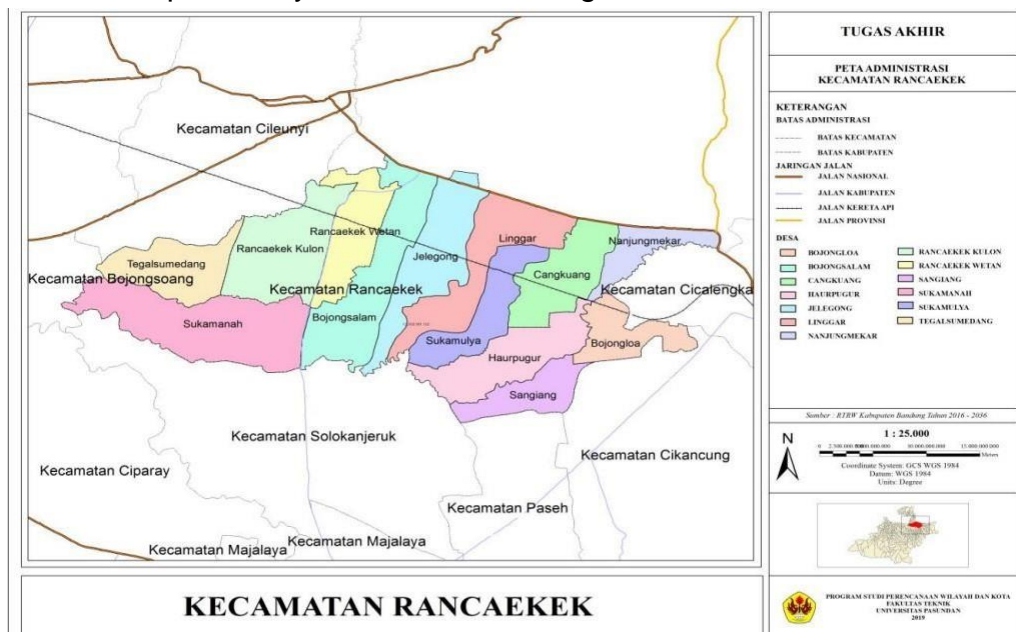 Kecamatan Cileunyi
Rancaekek Wetan
Rancaekek Kulon
Linggar
Nanjungmekar
Tegalsumedang
Jelegong
Cangkuang
Kecamatan Bojongsoang
Kecamatan Rancaekek
Kecamatan Cicalengka
Sukamanah
Bojongsalam
Sukamulya
Bojongloa
Haurpugur
Sangiang
Kecamatan Solokanjeruk
Kecamatan Ciparay
Kecamatan Cikancung
Kecamatan Paseh
Kecamatan Majalaya
Kecamatan Majalaya
KECAMATAN RANCAEKEK
TUGAS AKHIR
PETA ADMINISTRASI
KECAMATAN RANCAEKEK
KETERANGAN
BATAS ADMINISTRASI
BATAS KECAMATAN
BATAS KABUPATEN
JARINGAN JALAN
JALAN NASIONAL
JALAN KABUPATEN
JALAN KERETA API
JALAN PROVINSI
DESA
BOJONGLOA
BOJONGSALAM
CANGKUANG
HAURPUGUR
JELEGONG
LINGGAR
NANJUNGMEKAR
RANCAEKEK KULON
RANCAEKEK WETAN
SANGIANG
SUKAMANAH
SUKAMULYA
TEGALSUMEDANG
Sumber : RTRW Kabupaten Bandung Tahun 2016 - 2036
N
1 : 25.000
Meters
Coordinate System: GCS WGS 1984
Datum: WGS 1984
Units: Degree
PROGRAM STUDI PERENCANAAN WILAYAH DAN KOTA
FAKULTAS TEKNIK
UNIVERSITAS PASUNDAN
2019